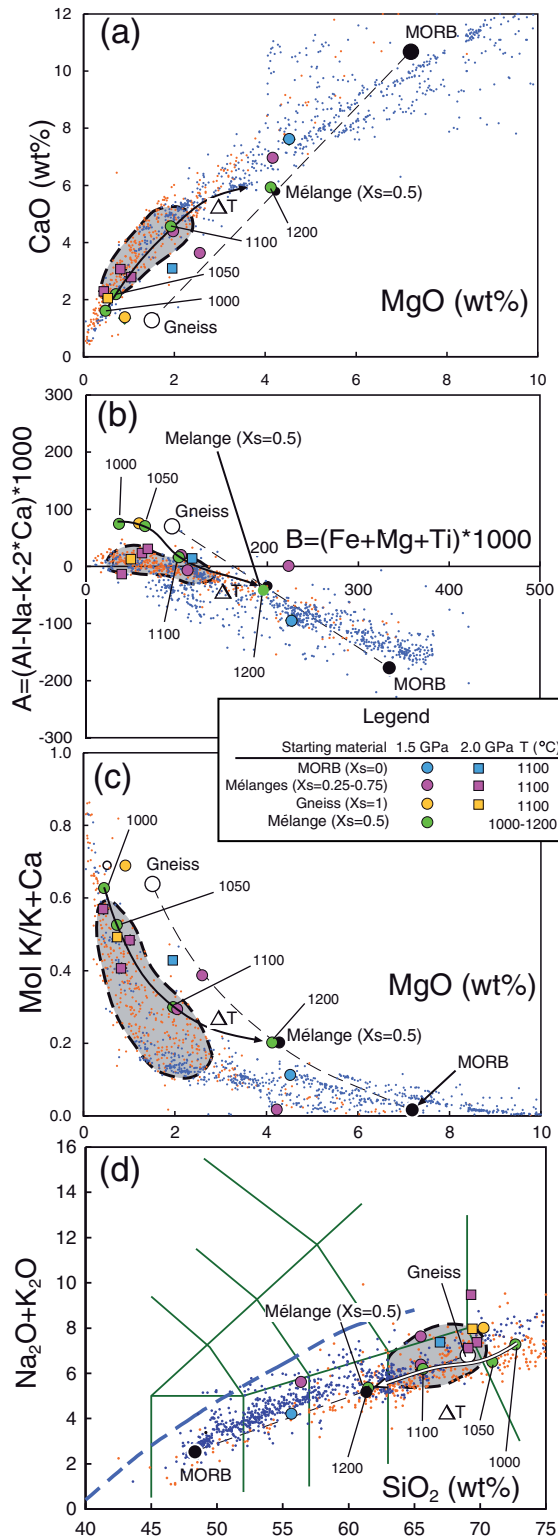 (a)
MORB
12
10
8
6
4
2
0
CaO (wt%)
Mélange (Xs=0.5)
ΔT
1200
1100
1050
1000
Gneiss
MgO (wt%)
0 2 4 6 8 10
(b)
300
200
100
0
-100
-200
-300
A=(Al-Na-K-2*Ca)*1000
Melange (Xs=0.5)
1000
1050
Gneiss
B=(Fe+Mg+Ti)*1000
100 200 300 400 500
ΔT
1100
1200
MORB
Legend
Starting material 1.5 GPa 2.0 GPa T (°C)
MORB (Xs=0) 1100
Mélanges (Xs=0.25-0.75) 1100
Gneiss (Xs=1) 1100
Mélange (Xs=0.5) 1000-1200
(c)
1.0
0.8
0.6
0.4
0.2
0.0
Mol K/K+Ca
1000
Gneiss
1050
1100
MgO (wt%)
1200
ΔT
Mélange (Xs=0.5)
MORB
2 4 6 8 10
(d)
16
14
12
10
8
6
4
2
0
Na₂O+K₂O
Gneiss
Mélange (Xs=0.5)
1100
ΔT
1050
1000
1200
MORB
SiO₂ (wt%)
40 45 50 55 60 65 70 75